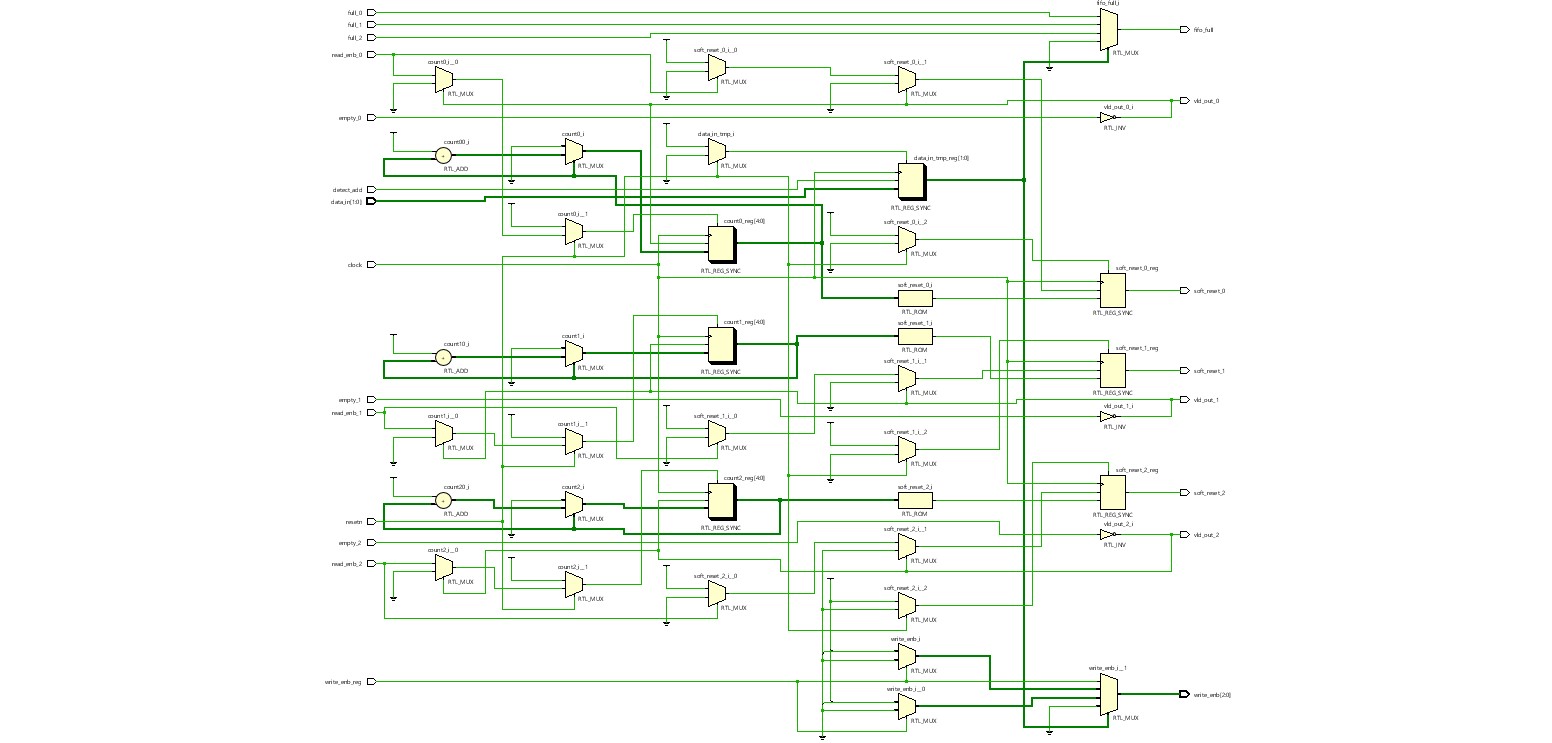 full_0
fifo_full_i
full_1
full_2
fifo_full
read_enb_0
soft_reset_0_i__0
RTL_MUX
count0_i__0
soft_reset_0_i__1
RTL_MUX
RTL_MUX
RTL_MUX
vld_out_0
vld_out_0_i
empty_0
RTL_INV
count00_i
count0_i
data_in_tmp_i
+
data_in_tmp_reg[1:0]
RTL_ADD
RTL_MUX
RTL_MUX
detect_add
data_in[1:0]
RTL_REG_SYNC
count0_i__1
count0_reg[4:0]
soft_reset_0_i__2
RTL_MUX
RTL_MUX
clock
RTL_REG_SYNC
soft_reset_0_reg
soft_reset_0_i
soft_reset_0
RTL_ROM
RTL_REG_SYNC
count1_reg[4:0]
soft_reset_1_i
count10_i
count1_i
RTL_ROM
soft_reset_1_reg
+
soft_reset_1_i__1
RTL_ADD
RTL_MUX
RTL_REG_SYNC
soft_reset_1
RTL_MUX
RTL_REG_SYNC
empty_1
vld_out_1
read_enb_1
vld_out_1_i
count1_i__0
count1_i__1
soft_reset_1_i__0
RTL_INV
soft_reset_1_i__2
RTL_MUX
RTL_MUX
RTL_MUX
RTL_MUX
soft_reset_2_reg
count20_i
count2_i
count2_reg[4:0]
soft_reset_2_i
soft_reset_2
+
RTL_ADD
RTL_MUX
RTL_ROM
RTL_REG_SYNC
resetn
RTL_REG_SYNC
vld_out_2_i
soft_reset_2_i__1
vld_out_2
empty_2
RTL_INV
count2_i__0
RTL_MUX
read_enb_2
count2_i__1
soft_reset_2_i__0
RTL_MUX
soft_reset_2_i__2
RTL_MUX
RTL_MUX
RTL_MUX
write_enb_i
write_enb_i__1
RTL_MUX
write_enb_reg
write_enb_i__0
write_enb[2:0]
RTL_MUX
RTL_MUX